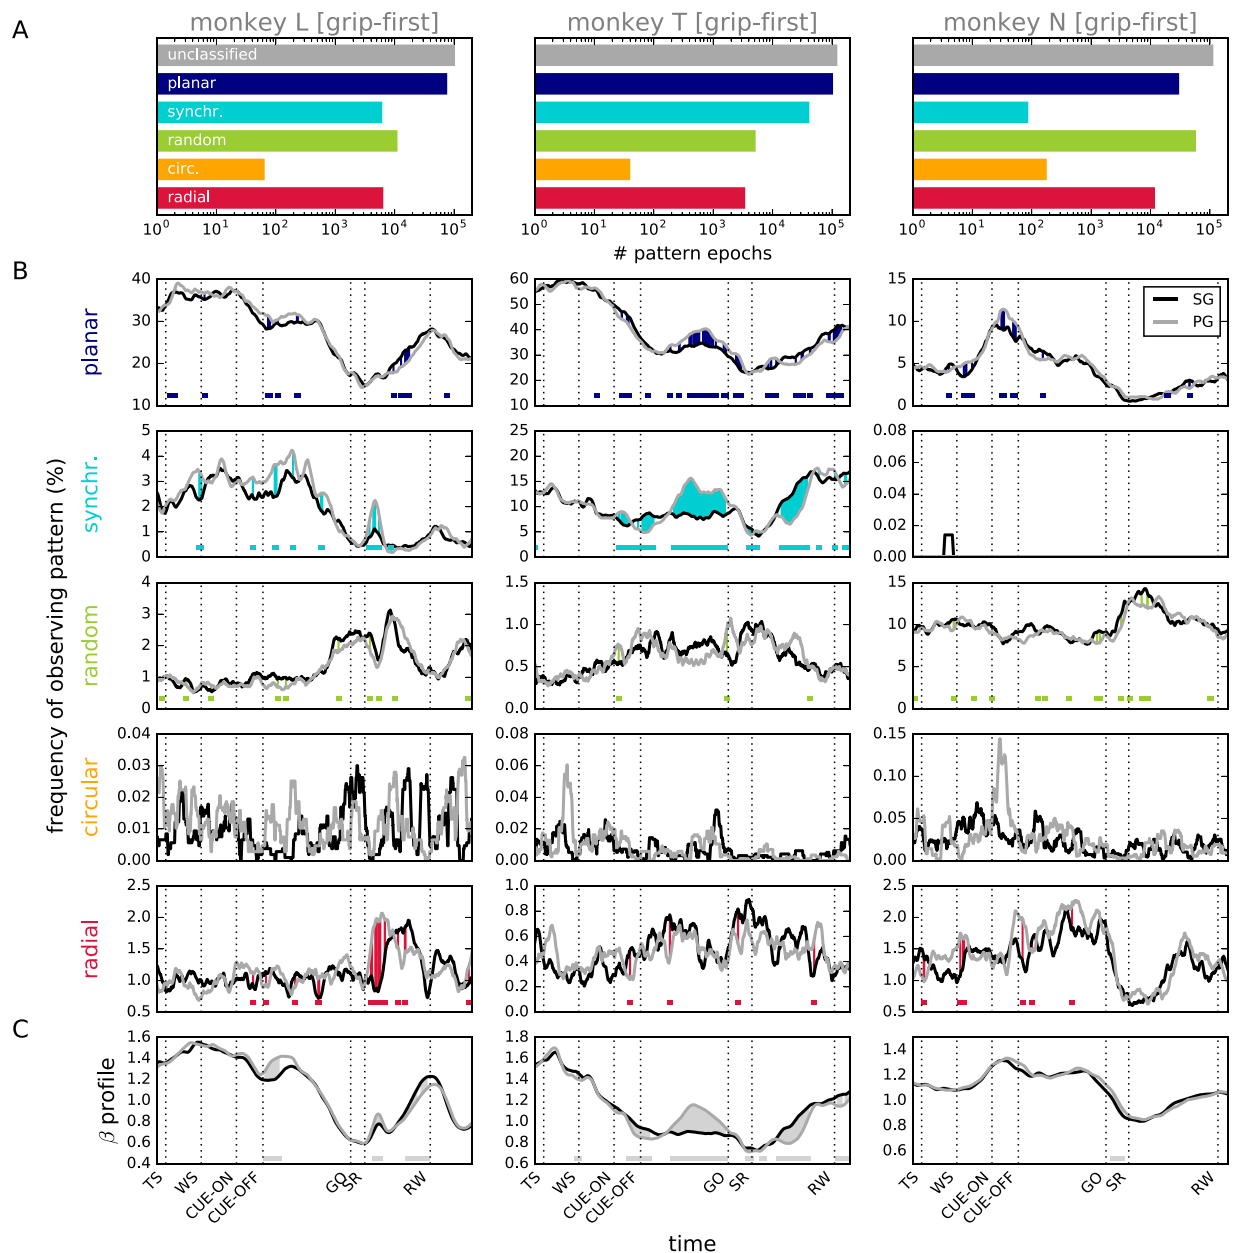 A
monkey L [grip-first]
monkey T [grip-first]
monkey N [grip-first]
unclassified
planar
synchr.
random
circ.
radial
10^0 10^1 10^2 10^3 10^4 10^5
10^0 10^1 10^2 10^3 10^4 10^5
10^0 10^1 10^2 10^3 10^4 10^5
# pattern epochs
B
frequency of observing pattern (%)
planar
40 30 20 10
60 50 40 30 20 10
15 10 5 0
SG
PG
synchr.
5 4 3 2 1 0
25 20 15 10 5 0
0.08 0.06 0.04 0.02 0.00
random
4 3 2 1 0
1.5 1.0 0.5 0.0
15 10 5 0
circular
0.04 0.03 0.02 0.01 0.00
0.08 0.06 0.04 0.02 0.00
0.15 0.10 0.05 0.00
radial
2.5 2.0 1.5 1.0 0.5
1.0 0.8 0.6 0.4 0.2 0.0
2.5 2.0 1.5 1.0 0.5
C
β profile
1.6 1.4 1.2 1.0 0.8 0.6 0.4
1.8 1.6 1.4 1.2 1.0 0.8 0.6
1.4 1.2 1.0 0.8 0.6
TS WS CUE-ON CUE-OFF GO SR RW
TS WS CUE-ON CUE-OFF GO SR RW
TS WS CUE-ON CUE-OFF GO SR RW
time